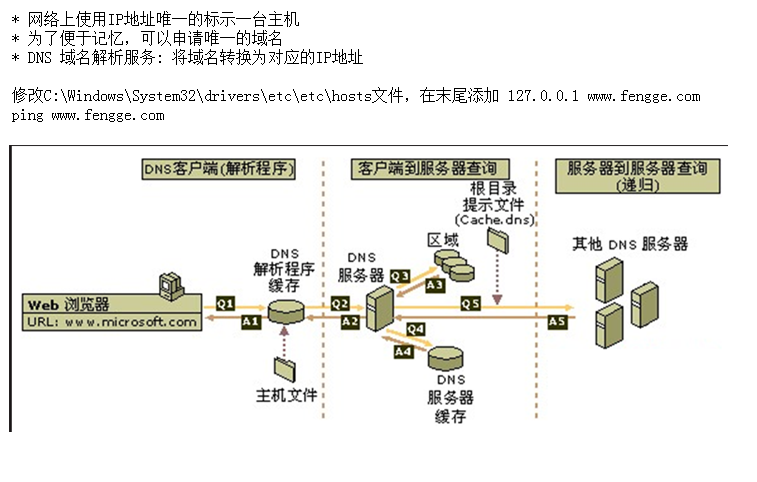 * 网络上使用IP地址唯一的标示一台主机
* 为了便于记忆，可以申请唯一的域名
* DNS 域名解析服务: 将域名转换为对应的IP地址
修改C:\Windows\System32\drivers\etc\etc\hosts文件，在末尾添加 127.0.0.1 www.fengge.com
ping www.fengge.com
DNS客户端(解析程序)
客户端到服务器查询
服务器到服务器查询
(递归)
根目录
提示文件
(Cache.dns)
区域
其他 DNS 服务器
DNS
解析程序
缓存
DNS
服务器
Q3
A3
Web 浏览器
URL: www.microsoft.com
Q1
A1
Q2
A2
Q5
A5
Q4
A4
主机文件
DNS
服务器
缓存